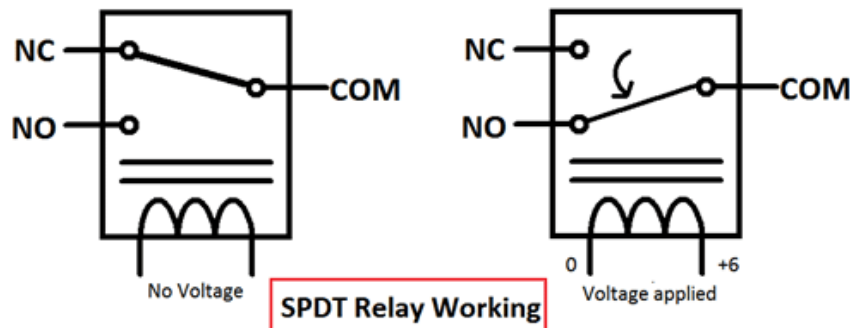 NC
NO
COM
No Voltage
NC
NO
COM
0
+6
Voltage applied
SPDT Relay Working